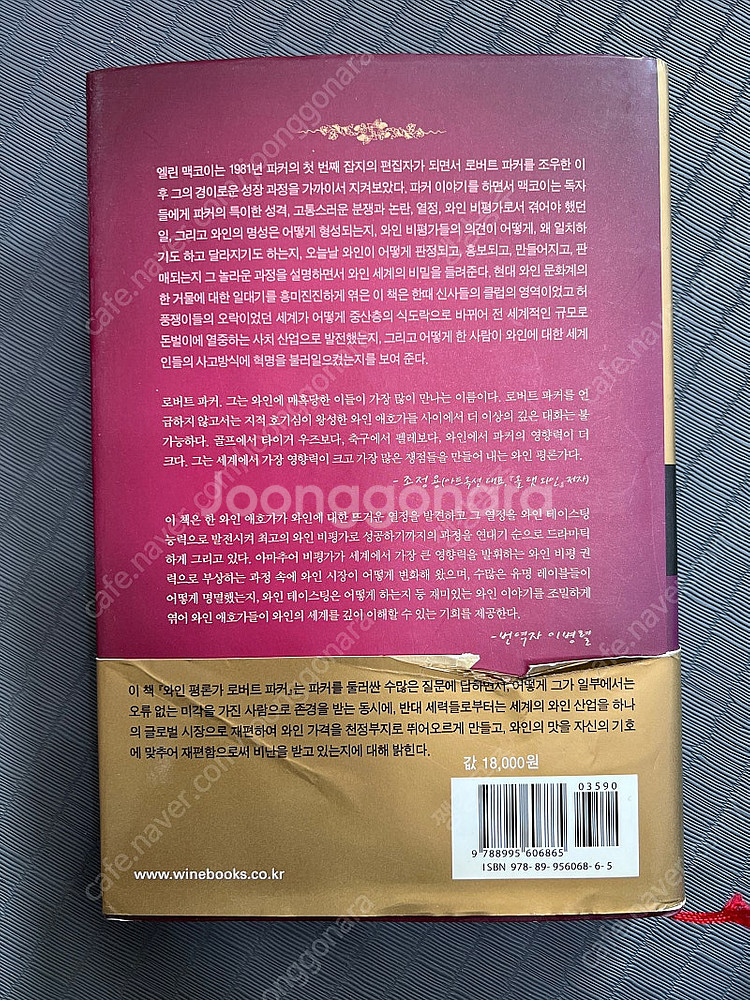 엘린 맥코이는 1981년 파커의 첫 번째 잡지의 편집자가 되면서 로버트 파커를 조우한 이
후 그의 경이로운 성장 과정을 가까이서 지켜보았다. 파커 이야기를 하면서 맥코이는 독자
들에게 파커의 특이한 성격, 고통스러운 분쟁과 논란, 열정, 와인 비평가로서 겪어야 했던
일, 그리고 와인의 명성은 어떻게 형성되는지, 와인 비평가들의 의견이 어떻게, 왜 일치하
기도 하고 달라지기도 하는지, 오늘날 와인이 어떻게 판정되고, 홍보되고, 만들어지고, 판
매되는지 그 놀라운 과정을 설명하면서 와인 세계의 비밀을 들려준다. 현대 와인 문화계의
한 거물에 대한 일대기를 흥미진진하게 엮은 이 책은 한때 신사들의 클럽의 영역이었고 허
풍쟁이들의 오락이었던 세계가 어떻게 중산층의 식도락으로 바뀌어 전 세계적인 규모로
돈벌이에 열중하는 사치 산업으로 발전했는지, 그리고 어떻게 한 사람이 와인에 대한 세계
인들의 사고방식에 혁명을 불러일으켰는지를 보여 준다.
로버트 파커. 그는 와인에 매혹당한 이들이 가장 많이 만나는 이름이다. 로버트 파커를 언
급하지 않고서는 지적 호기심이 왕성한 와인 애호가들 사이에서 더 이상의 깊은 대화는 불
가능하다. 골프에서 타이거 우즈보다, 축구에서 펠레보다, 와인에서 파커의 영향력이 더
크다. 그는 세계에서 가장 영향력이 크고 가장 많은 쟁점들을 만들어 내는 와인 평론가다.
- 조정용(아트옥션 대표, 『올 댓 와인』 저자)
Joonggonara
이 책은 한 와인 애호가가 와인에 대한 뜨거운 열정을 발견하고 그 열정을 와인 테이스팅
능력으로 발전시켜 최고의 와인 비평가로 성공하기까지의 과정을 연대기 순으로 드라마틱
하게 그리고 있다. 아마추어 비평가가 세계에서 가장 큰 영향력을 발휘하는 와인 비평 권
력으로 부상하는 과정 속에 와인 시장이 어떻게 변화해 왔으며, 수많은 유명 레이블들이
어떻게 명멸했는지, 와인 테이스팅은 어떻게 하는지 등 재미있는 와인 이야기를 조밀하게
엮어 와인 애호가들이 와인의 세계를 깊이 이해할 수 있는 기회를 제공한다.
- 번역자 이병렬
이 책 『와인 평론가 로버트 파커』는 파커를 둘러싼 수많은 질문에 답하면서, 어떻게 그가 일부에서는
오류 없는 미각을 가진 사람으로 존경을 받는 동시에, 반대 세력들로부터는 세계의 와인 산업을 하나
의 글로벌 시장으로 재편하여 와인 가격을 천정부지로 뛰어오르게 만들고, 와인의 맛을 자신의 기호
에 맞추어 재편함으로써 비난을 받고 있는지에 대해 밝힌다.
값 18,000원
03590
9 788995 606865
ISBN 978-89-956068-6-5
www.winebooks.co.kr